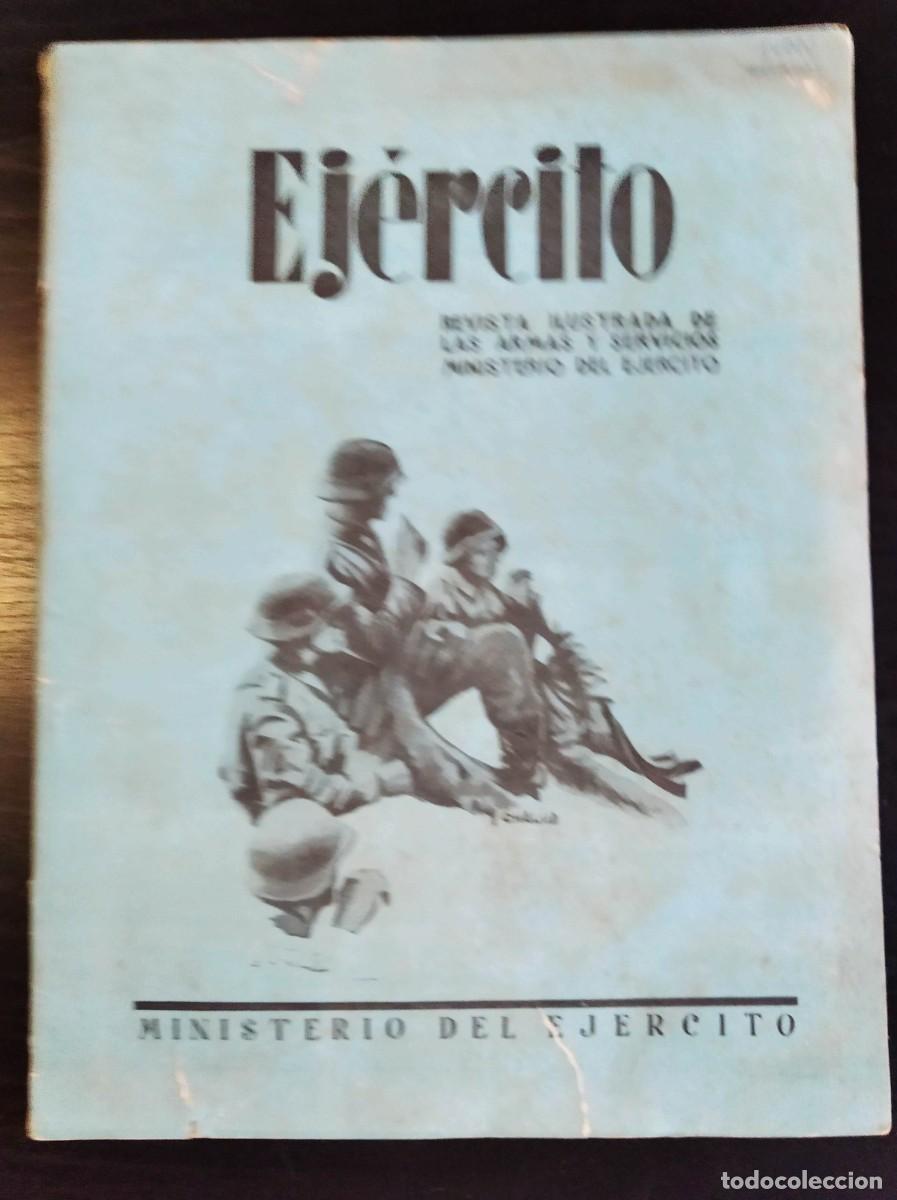 Ejército
REVISTA ILUSTRADA DE
LAS ARMAS Y SERVICIOS
MINISTERIO DEL EJERCITO
MINISTERIO DEL EJERCITO
todocoleccion